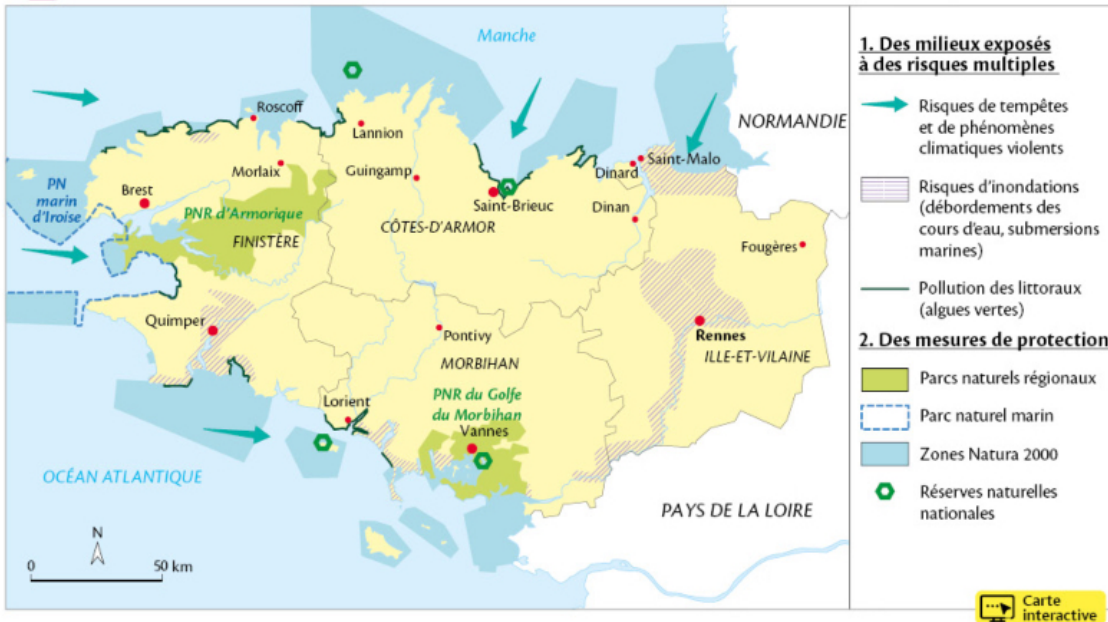 Manche
NORMANDIE
Roscoff
Lannion
Saint-Malo
Dinard
Morlaix
Guingamp
PN
marin
d'Iroise
Brest
PNR d'Armorique
Saint-Brieuc
Dinan
FINISTÈRE
CÔTES-D'ARMOR
Fougères
Quimper
Pontivy
Rennes
MORBIHAN
ILLE-ET-VILAINE
Lorient
PNR du Golfe
du Morbihan
Vannes
OCÉAN ATLANTIQUE
PAYS DE LA LOIRE
N
0 50 km
1. Des milieux exposés
à des risques multiples
Risques de tempêtes
et de phénomènes
climatiques violents
Risques d'inondations
(débordements des
cours d'eau, submersions
marines)
Pollution des littoraux
(algues vertes)
2. Des mesures de protection
Parcs naturels régionaux
Parc naturel marin
Zones Natura 2000
Réserves naturelles
nationales
Carte
interactive